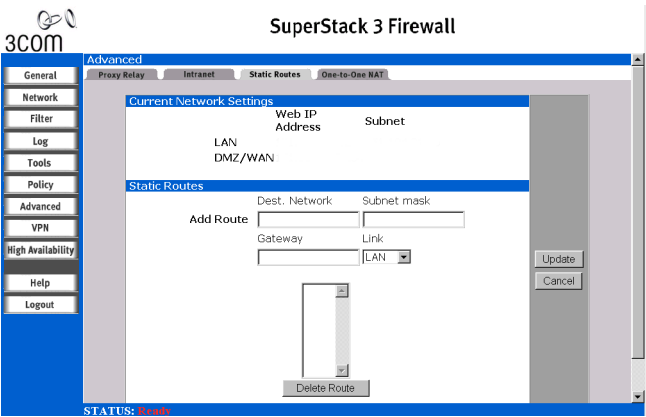 3COM
SuperStack 3 Firewall
Advanced
Proxy Relay Intranet Static Routes One-to-One NAT
General
Network
Filter
Log
Tools
Policy
Advanced
VPN
High Availability
Help
Logout
Current Network Settings
Web IP Address Subnet
LAN
DMZ/WAN
Static Routes
Dest. Network Subnet mask
Add Route
Gateway Link
LAN
Delete Route
Update
Cancel
STATUS: Ready